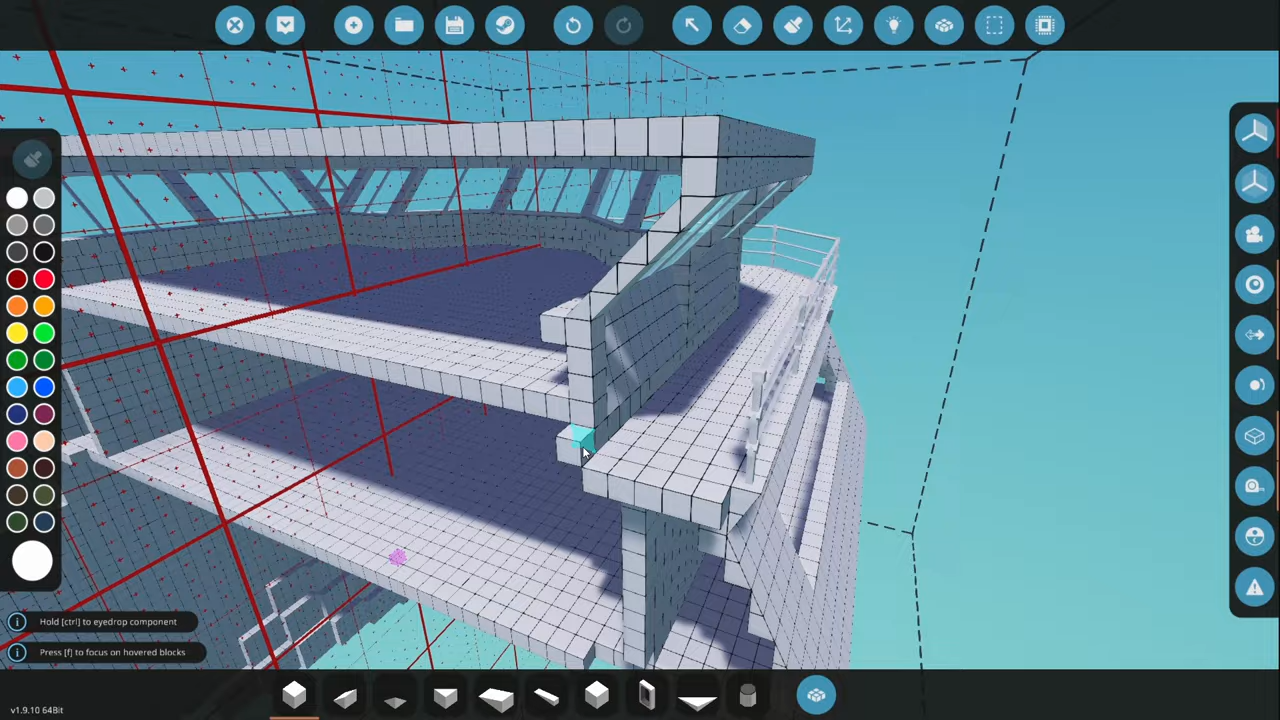 Hold [ctrl] to eyedrop component
Press [f] to focus on hovered blocks
v1.9.10 64Bit